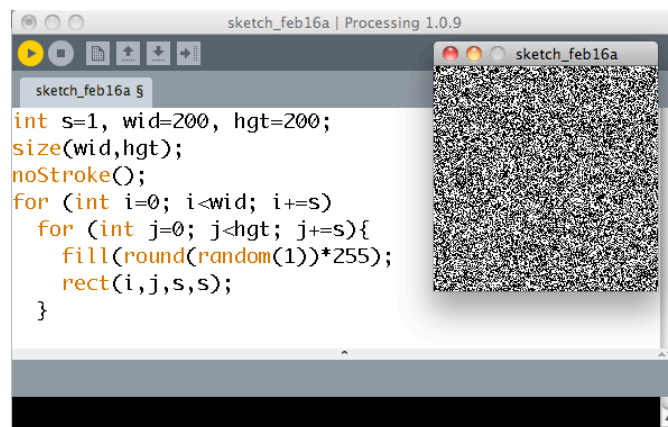 sketch_feb16a | Processing 1.0.9
sketch_feb16a
sketch_feb16a §
int s=1, wid=200, hgt=200;
size(wid,hgt);
noStroke();
for (int i=0; i<wid; i+=s)
  for (int j=0; j<hgt; j+=s){
    fill(round(random(1))*255);
    rect(i,j,s,s);
  }